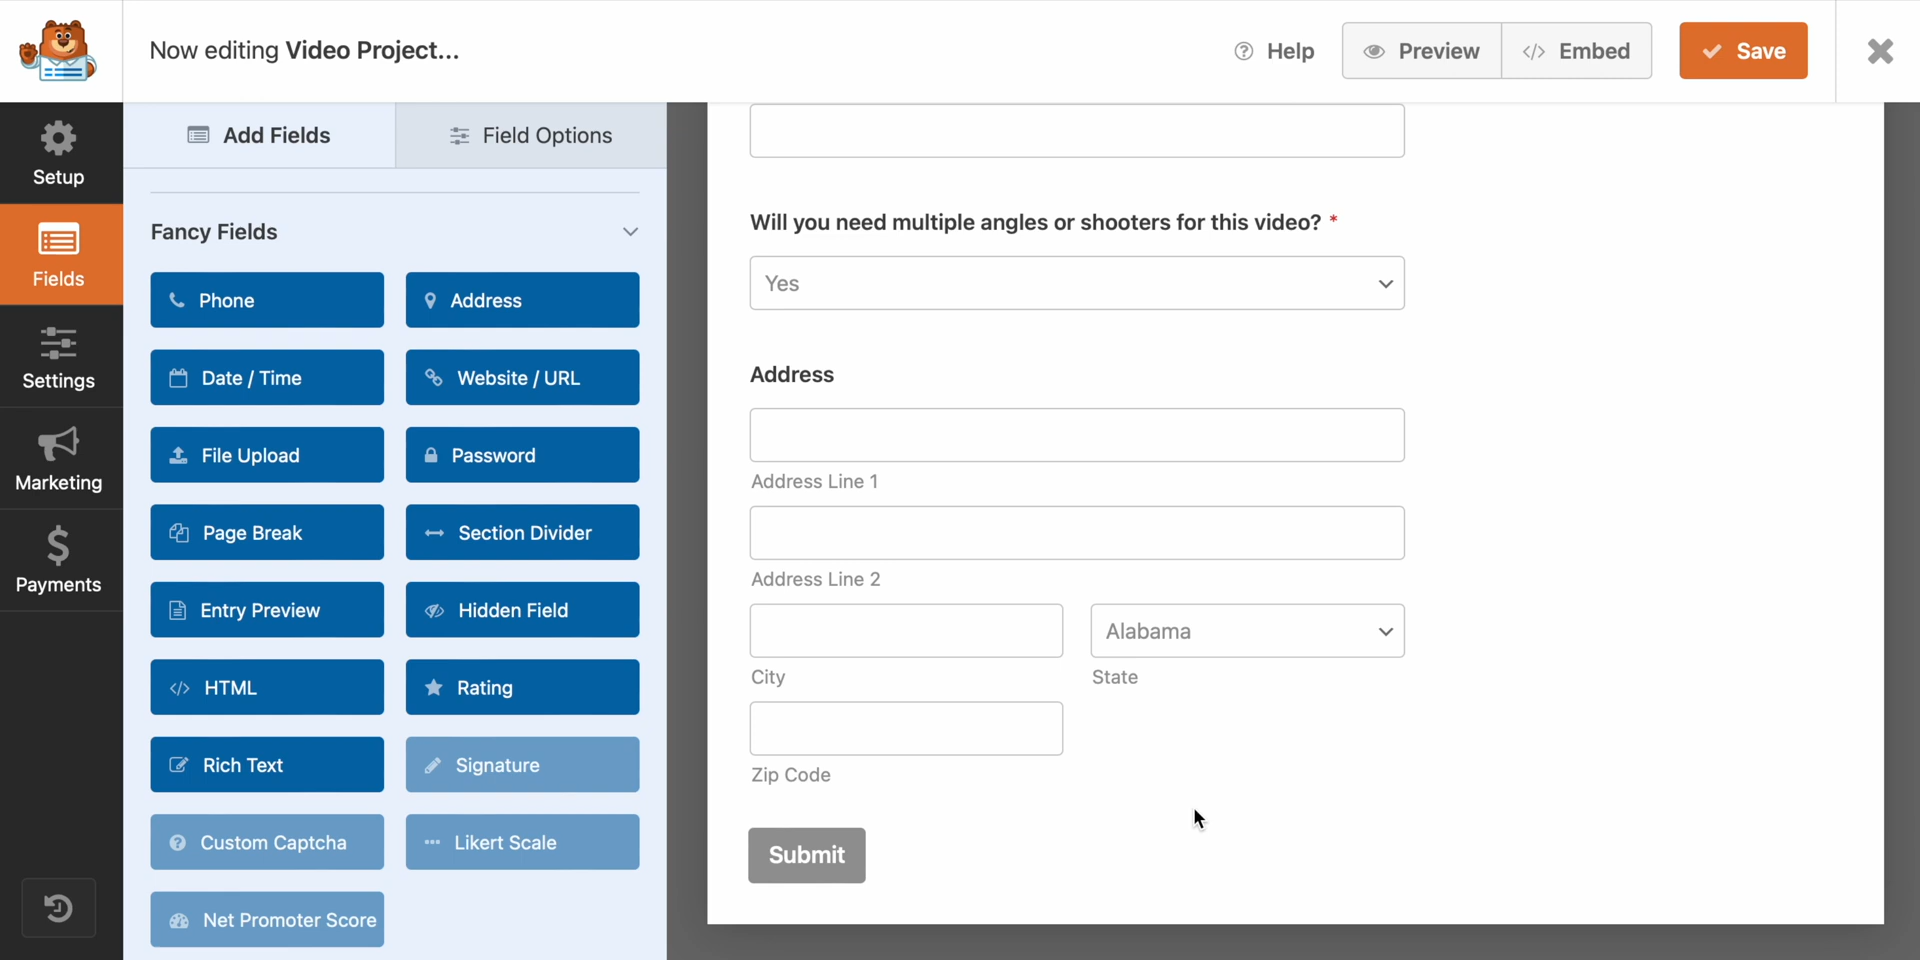 Now editing Video Project...
Help
Preview
Embed
Save
Setup
Fields
Settings
Marketing
Payments
Add Fields
Field Options
Fancy Fields
Phone
Address
Date / Time
Website / URL
File Upload
Password
Page Break
Section Divider
Entry Preview
Hidden Field
HTML
Rating
Rich Text
Signature
Custom Captcha
Likert Scale
Net Promoter Score
Will you need multiple angles or shooters for this video? *
Yes
Address
Address Line 1
Address Line 2
Alabama
City
State
Zip Code
Submit